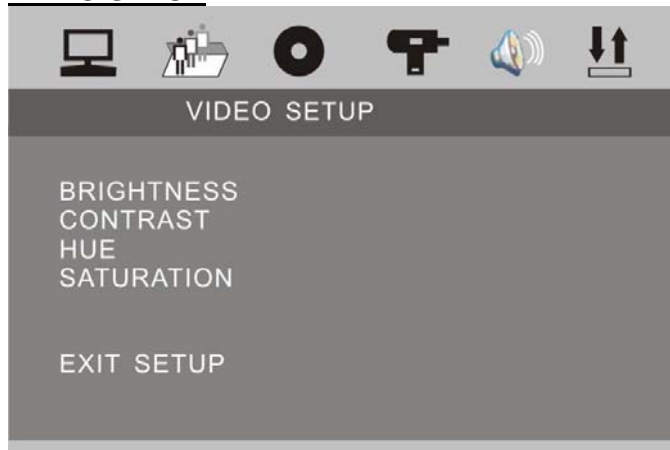 VIDEO SETUP
BRIGHTNESS
CONTRAST
HUE
SATURATION
EXIT SETUP